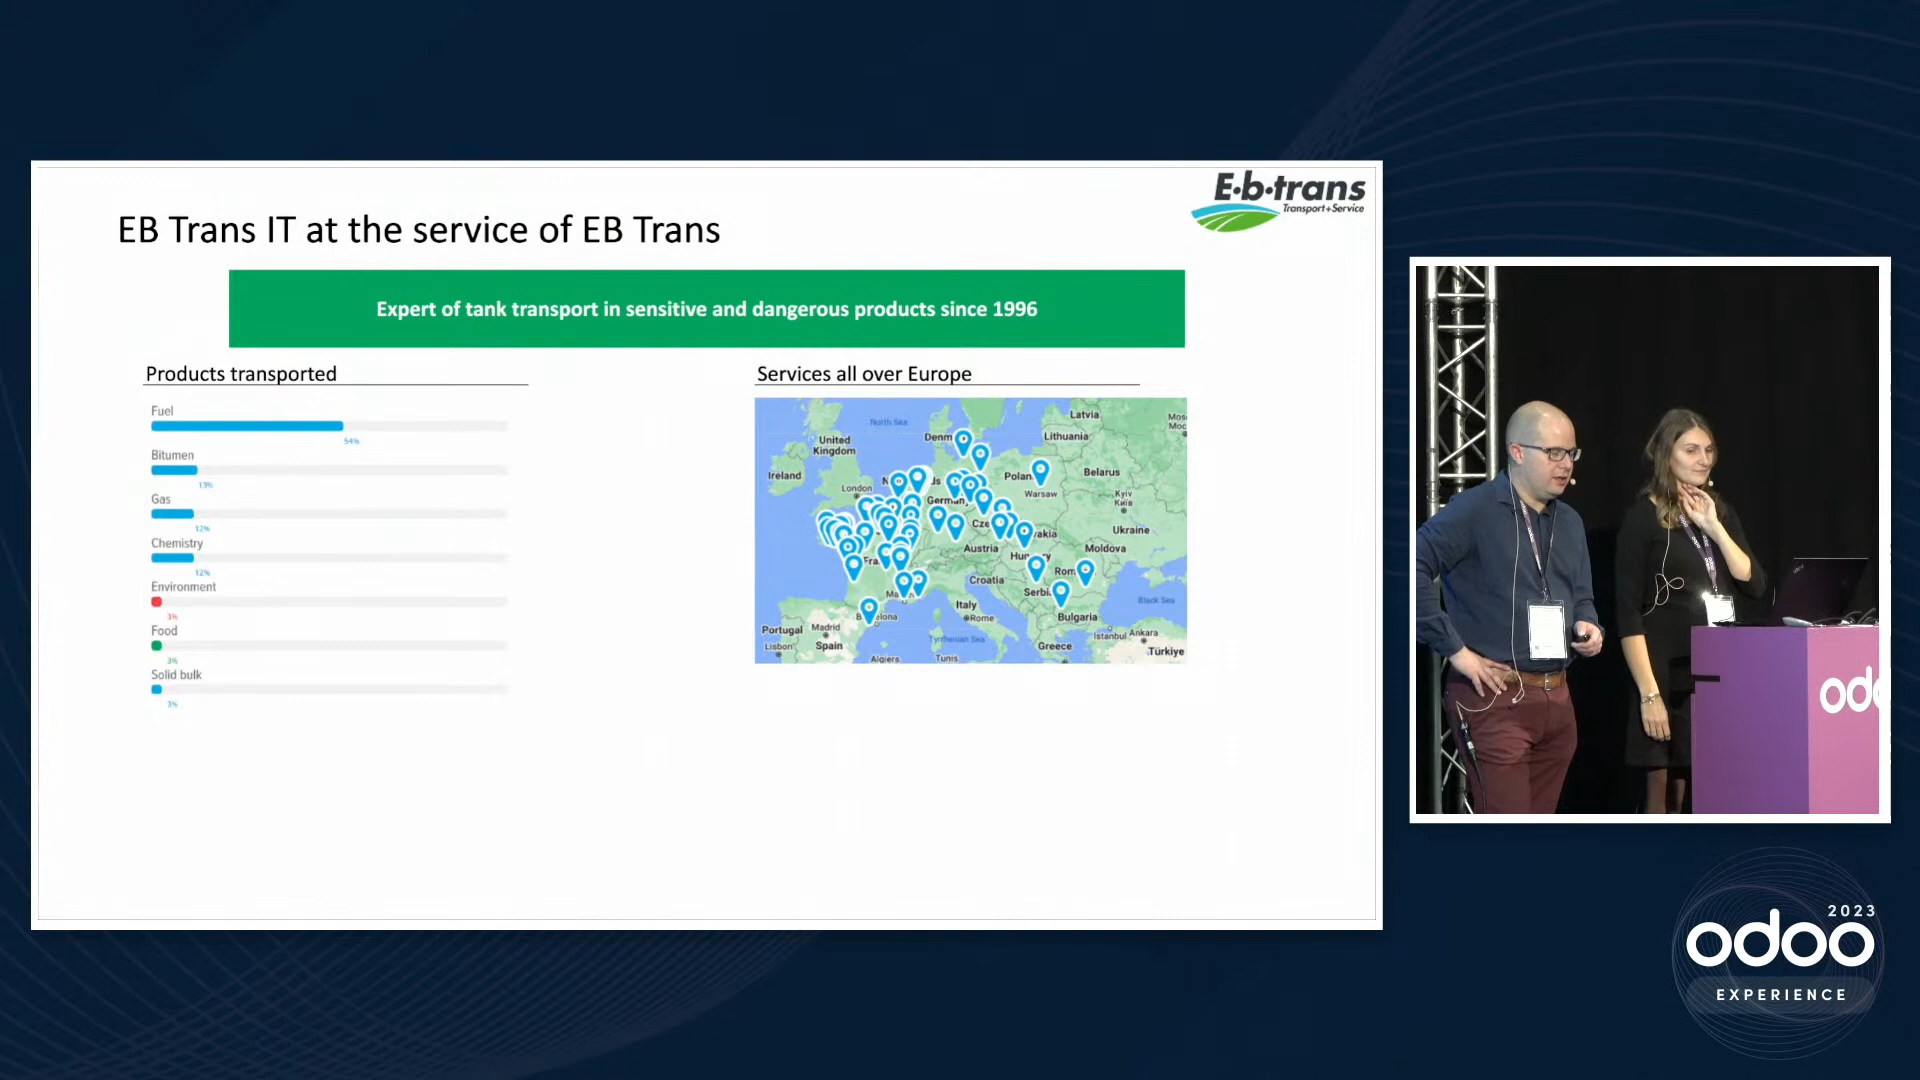 EB Trans IT at the service of EB Trans
E·b·trans
Transport+Service
Expert of tank transport in sensitive and dangerous products since 1996
Products transported
Fuel
54%
Bitumen
13%
Gas
12%
Chemistry
12%
Environment
3%
Food
3%
Solid bulk
3%
Services all over Europe
North Sea
Latvia
Denm
Lithuania
United
Kingdom
Ireland
London
Polan
Warsaw
Belarus
German
Kyiv
Київ
Ukraine
Austria
Moldova
Croatia
Italy
Rome
Bulgaria
Black Sea
Portugal
Madrid
Lisbon
Spain
Tyrrhenian Sea
Istanbul
Ankara
Greece
Türkiye
Algiers
Tunis
odoo
2023
EXPERIENCE